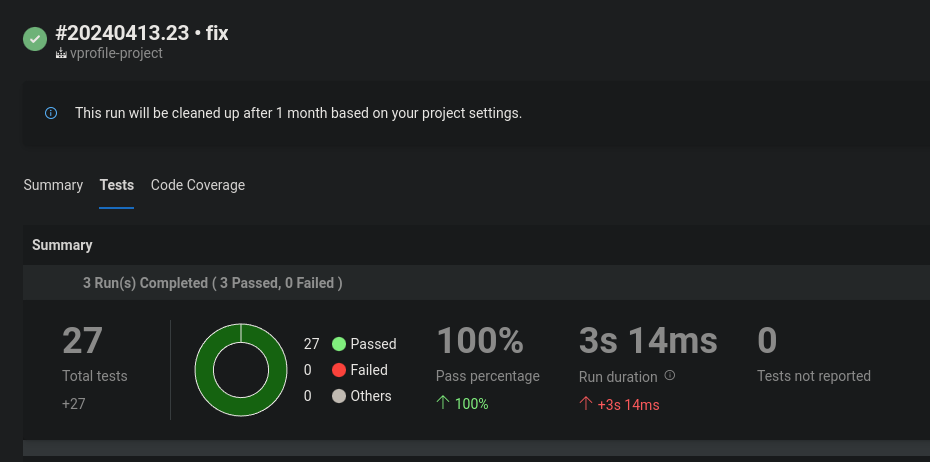 #20240413.23 • fix
vprofile-project
This run will be cleaned up after 1 month based on your project settings.
Summary Tests Code Coverage
Summary
3 Run(s) Completed ( 3 Passed, 0 Failed )
27
Total tests
+27
27 Passed
0 Failed
0 Others
100%
Pass percentage
100%
3s 14ms
Run duration
+3s 14ms
0
Tests not reported